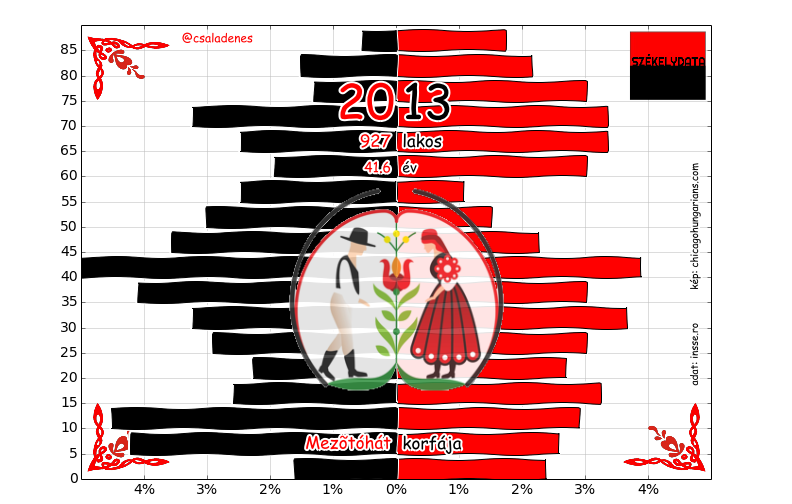 @csaladenes
SZÉKELYDATA
2013
927 lakos
41.6 év
kép: chicagohungarians.com
adat: insse.ro
Mezőtóhát korfája
85
80
75
70
65
60
55
50
45
40
35
30
25
20
15
10
5
0
4% 3% 2% 1% 0% 1% 2% 3% 4%